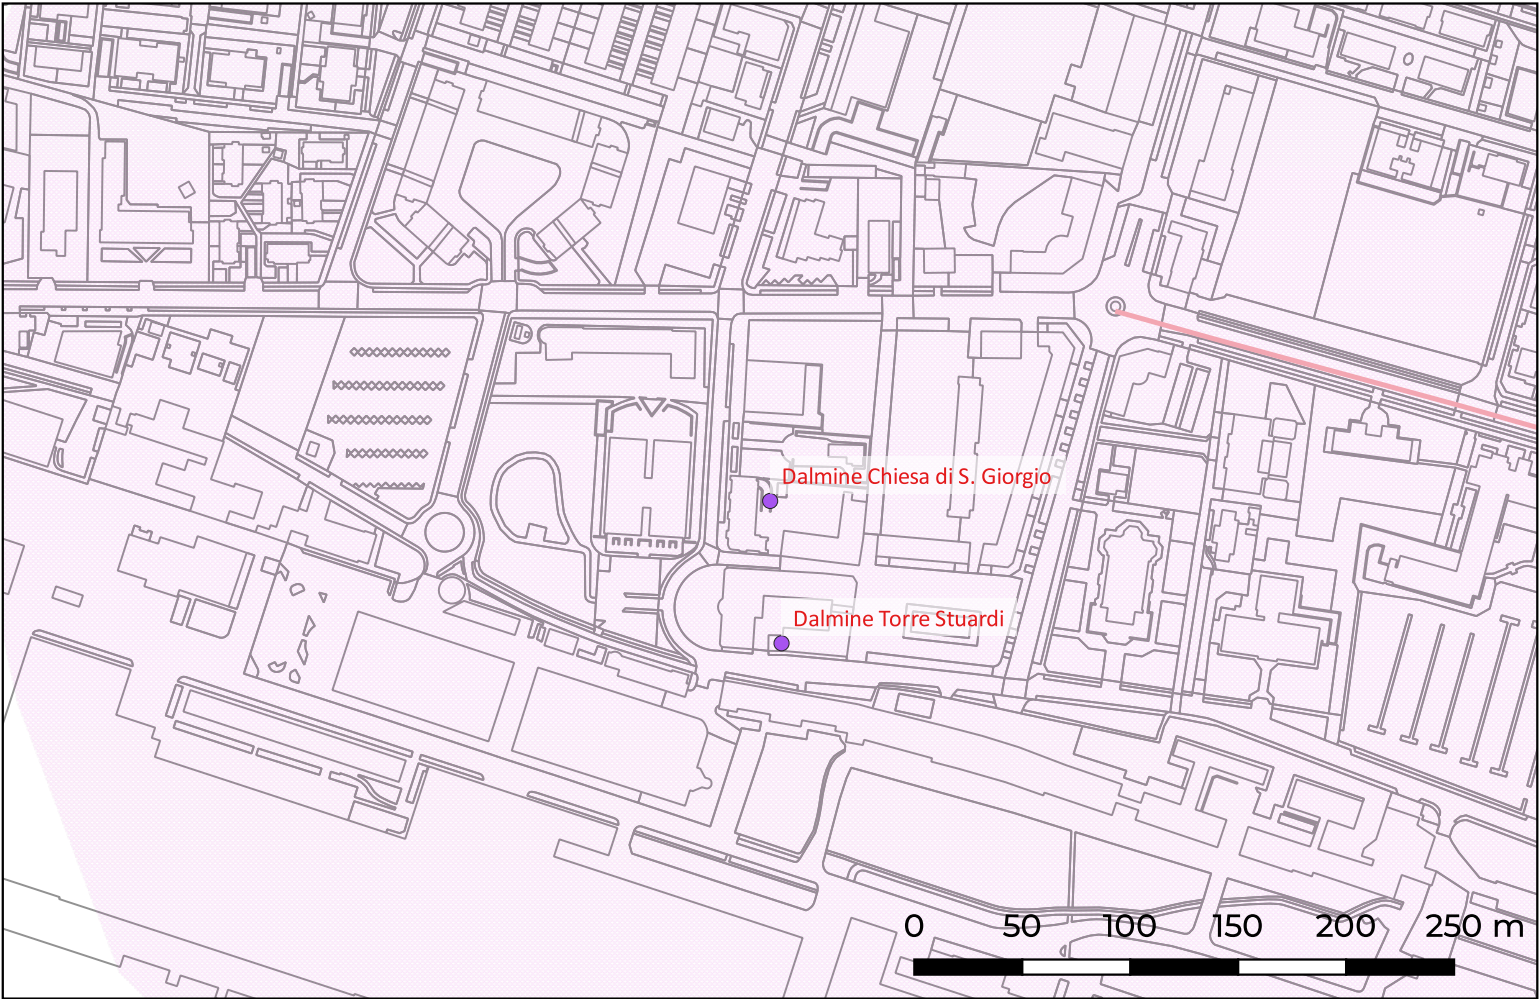 Dalmine Chiesa di S. Giorgio
Dalmine Torre Stuardi
0 50 100 150 200 250 m